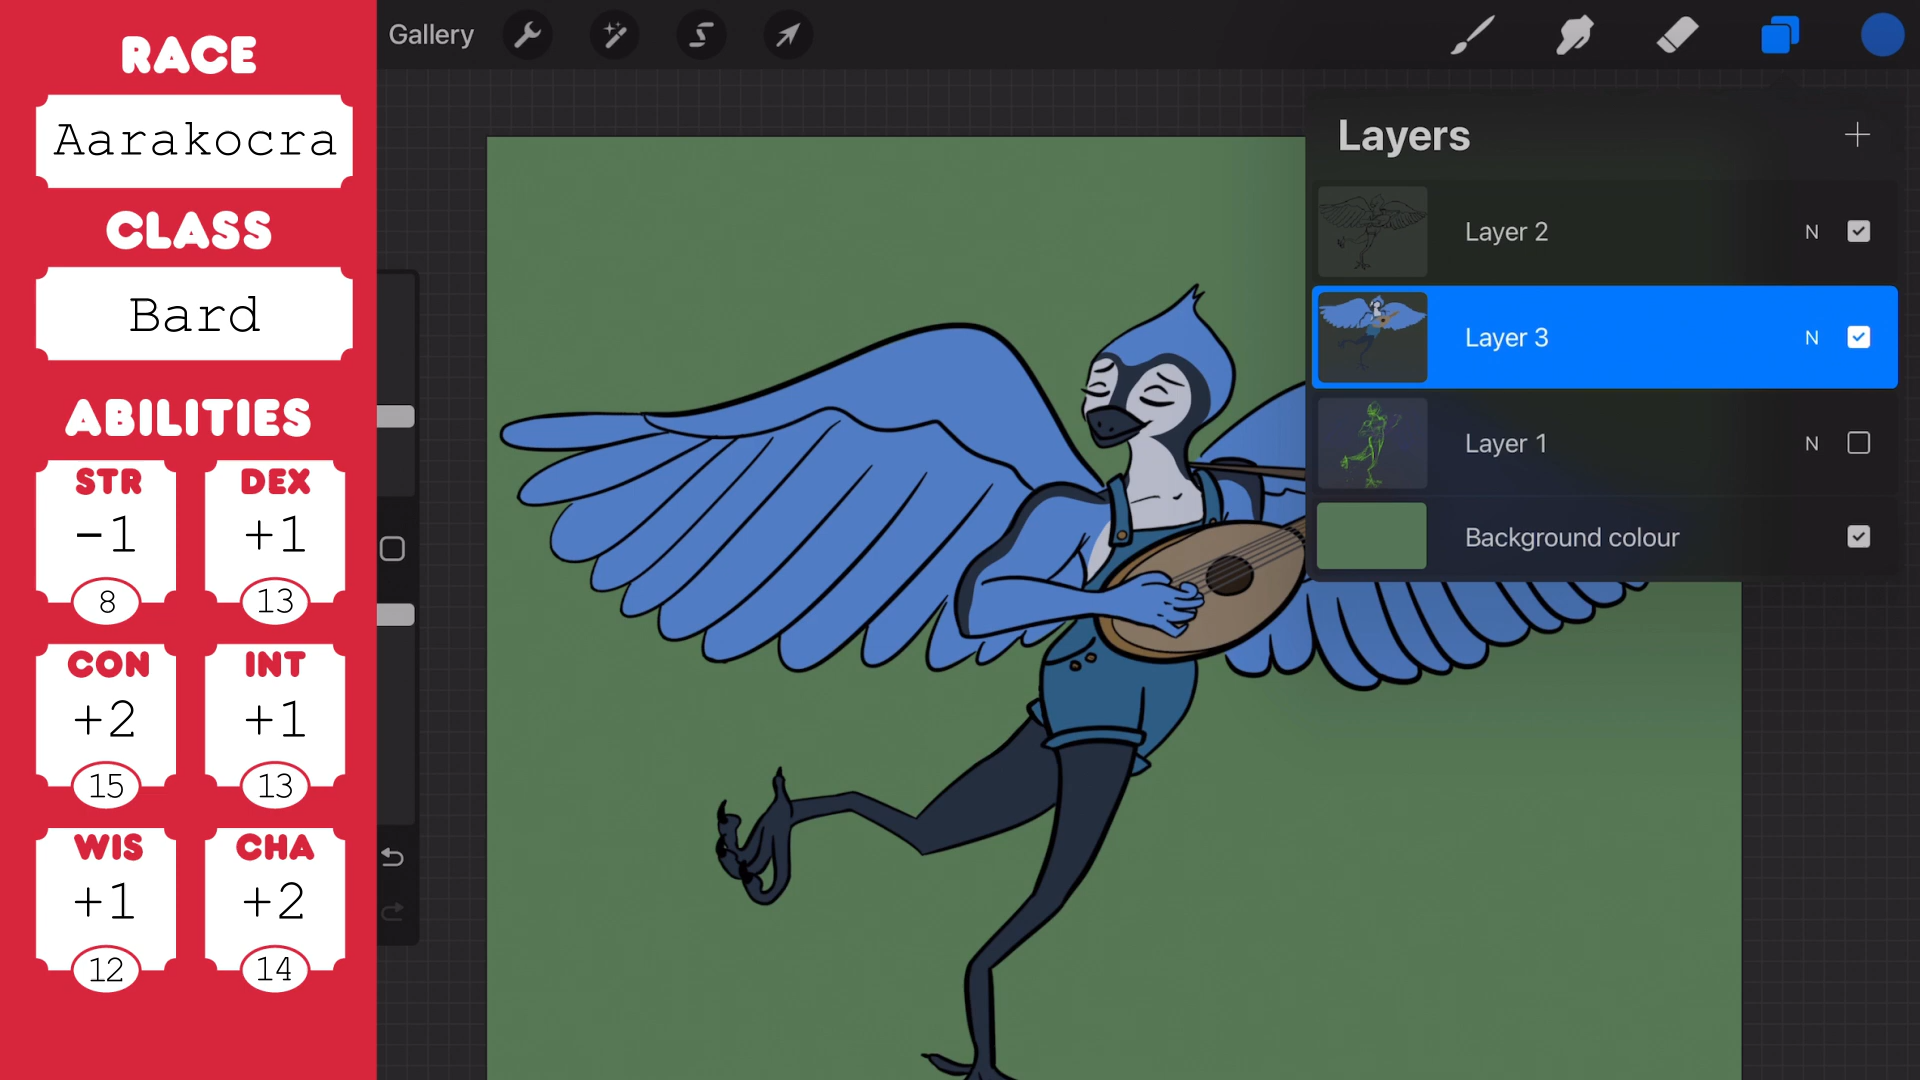 RACE
Aarakocra
CLASS
Bard
ABILITIES
STR DEX
-1 +1
8 13
CON INT
+2 +1
15 13
WIS CHA
+1 +2
12 14
Gallery
Layers
Layer 2 N
Layer 3 N
Layer 1 N
Background colour